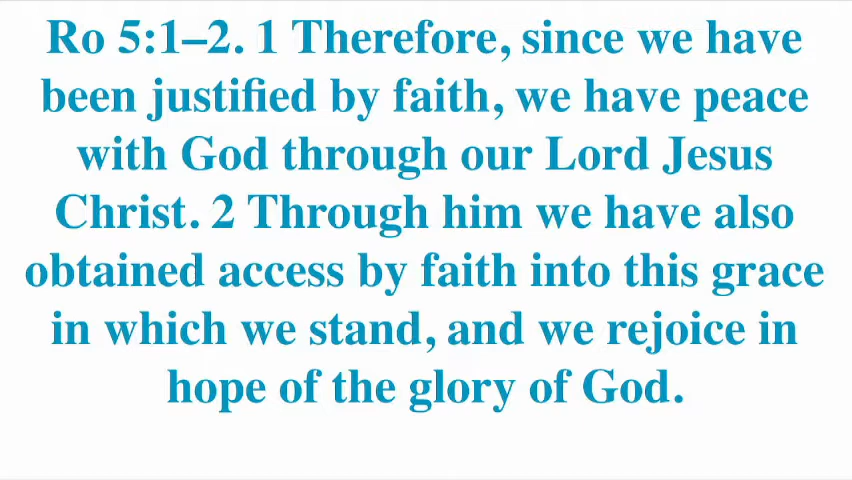 Ro 5:1–2. 1 Therefore, since we have
been justified by faith, we have peace
with God through our Lord Jesus
Christ. 2 Through him we have also
obtained access by faith into this grace
in which we stand, and we rejoice in
hope of the glory of God.